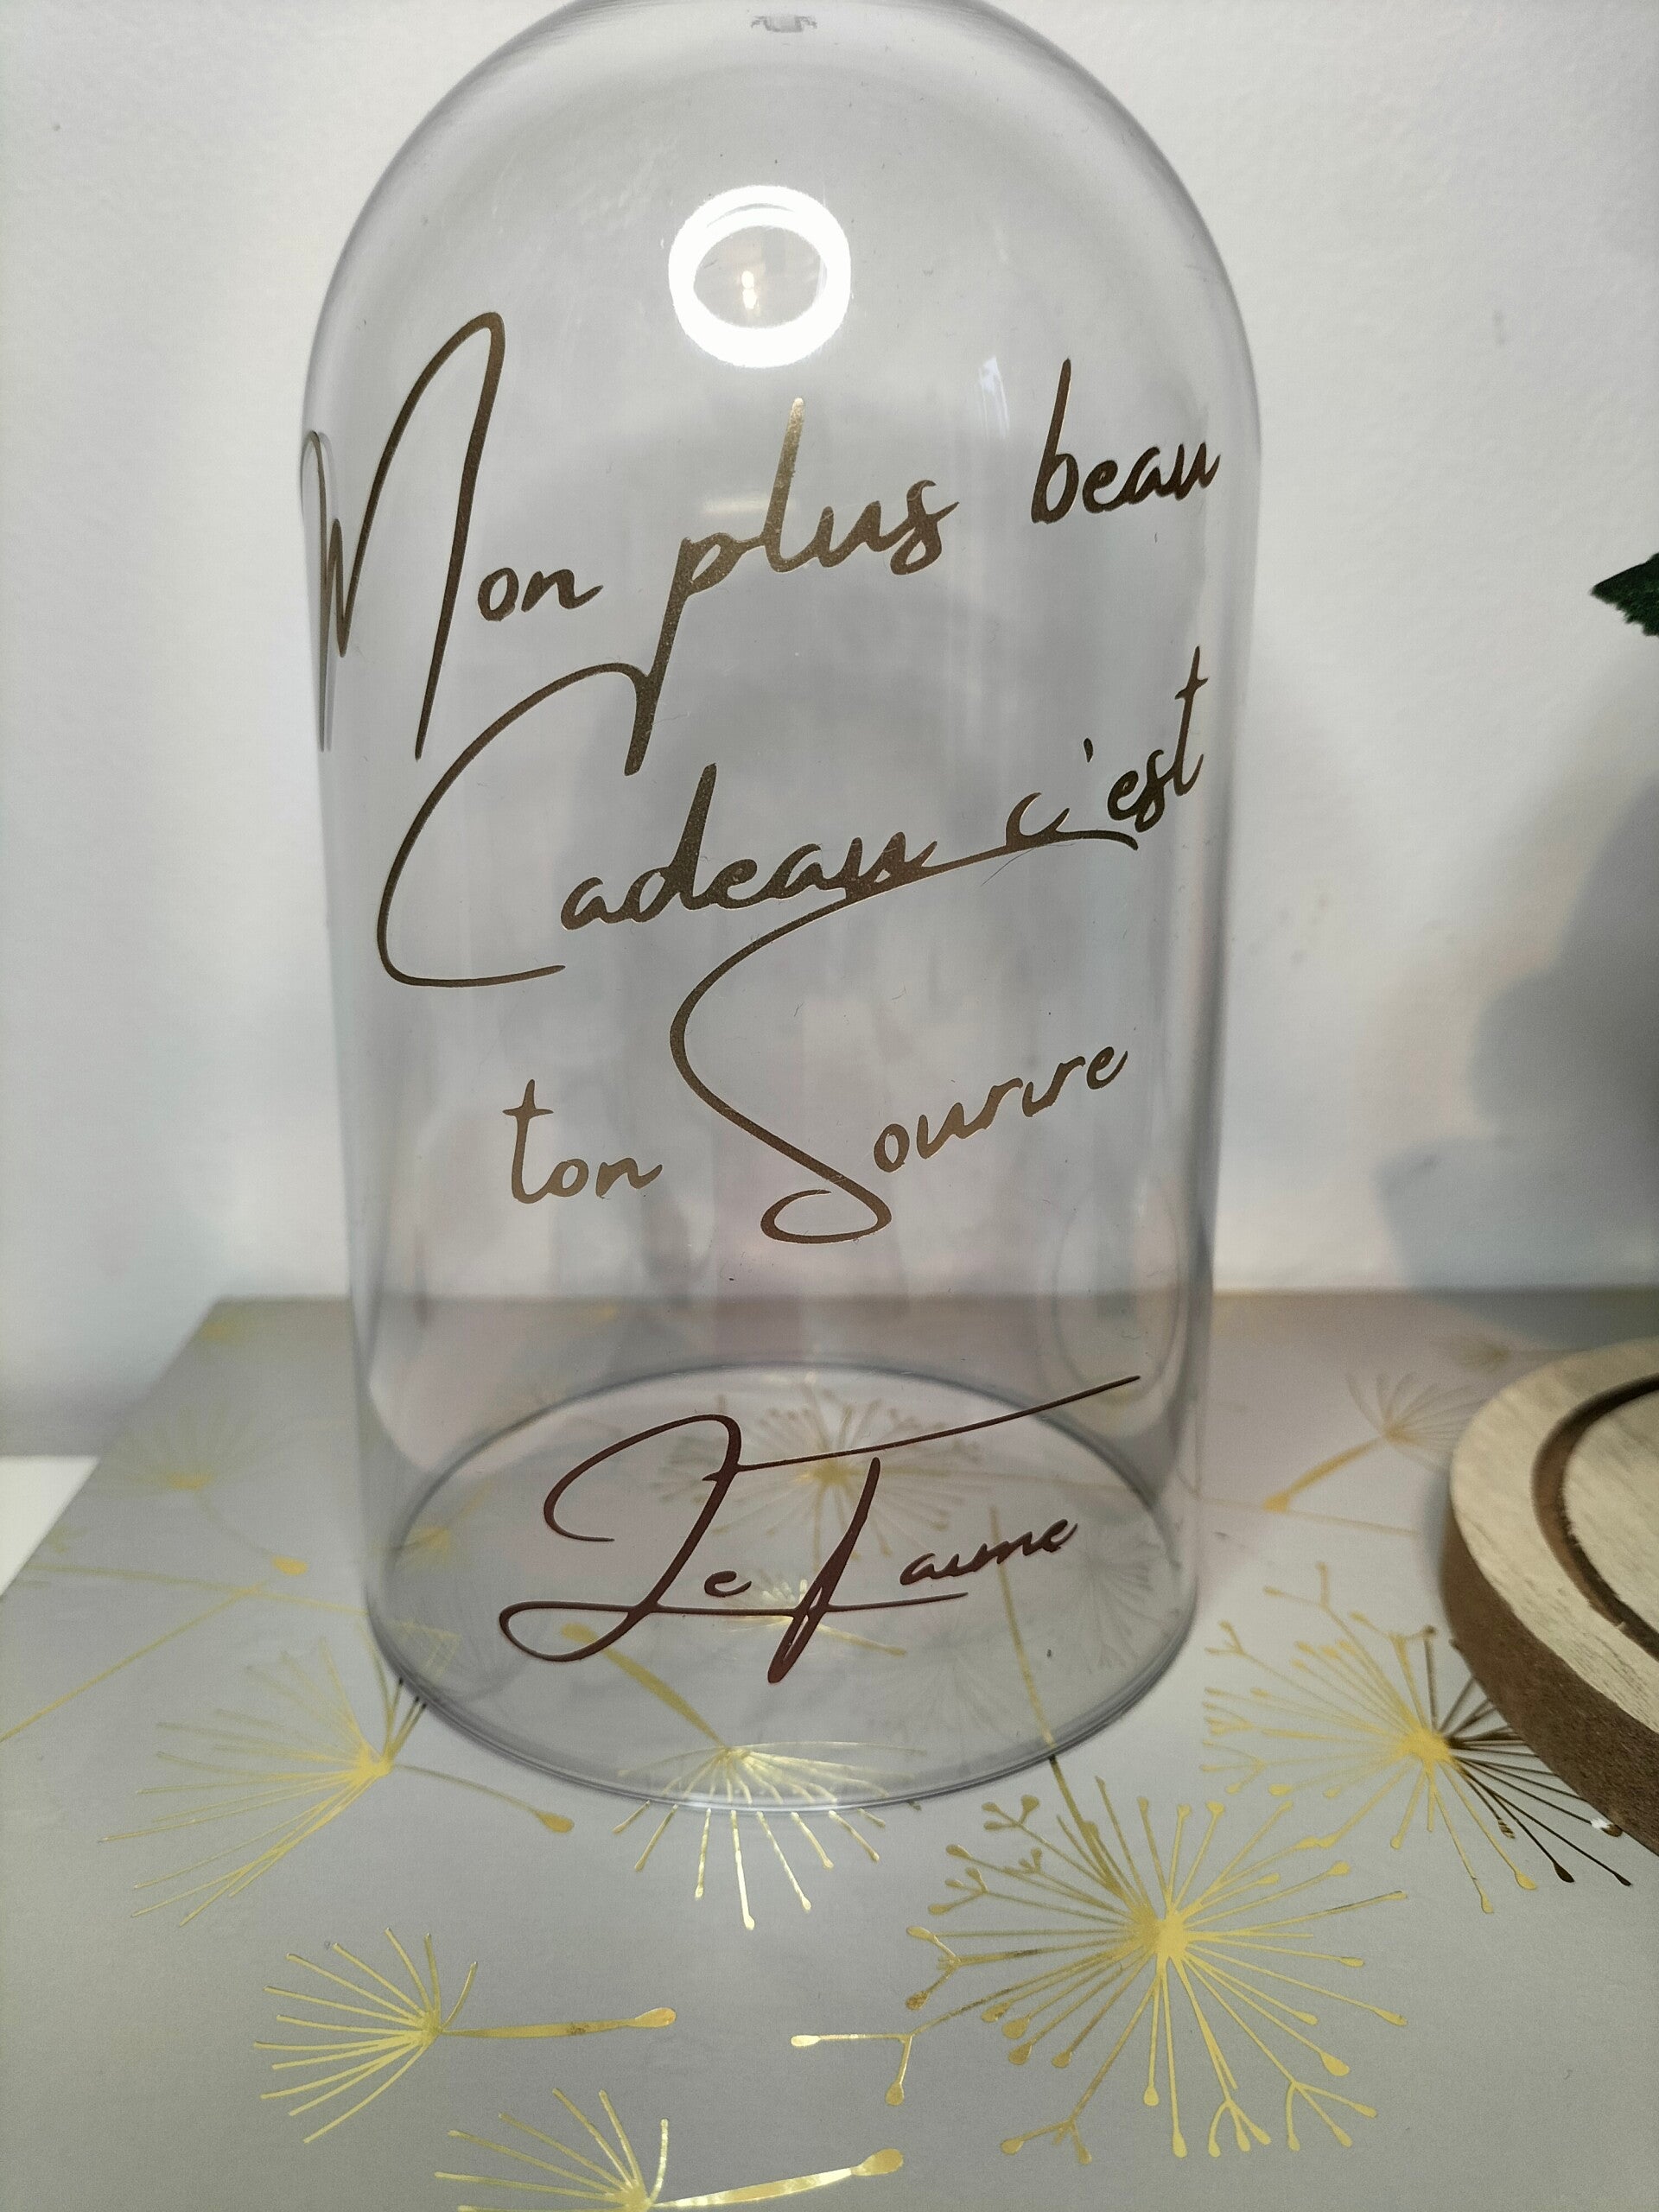 Mon plus beau
Cadeau c'est
ton Sourire
Je T'aime